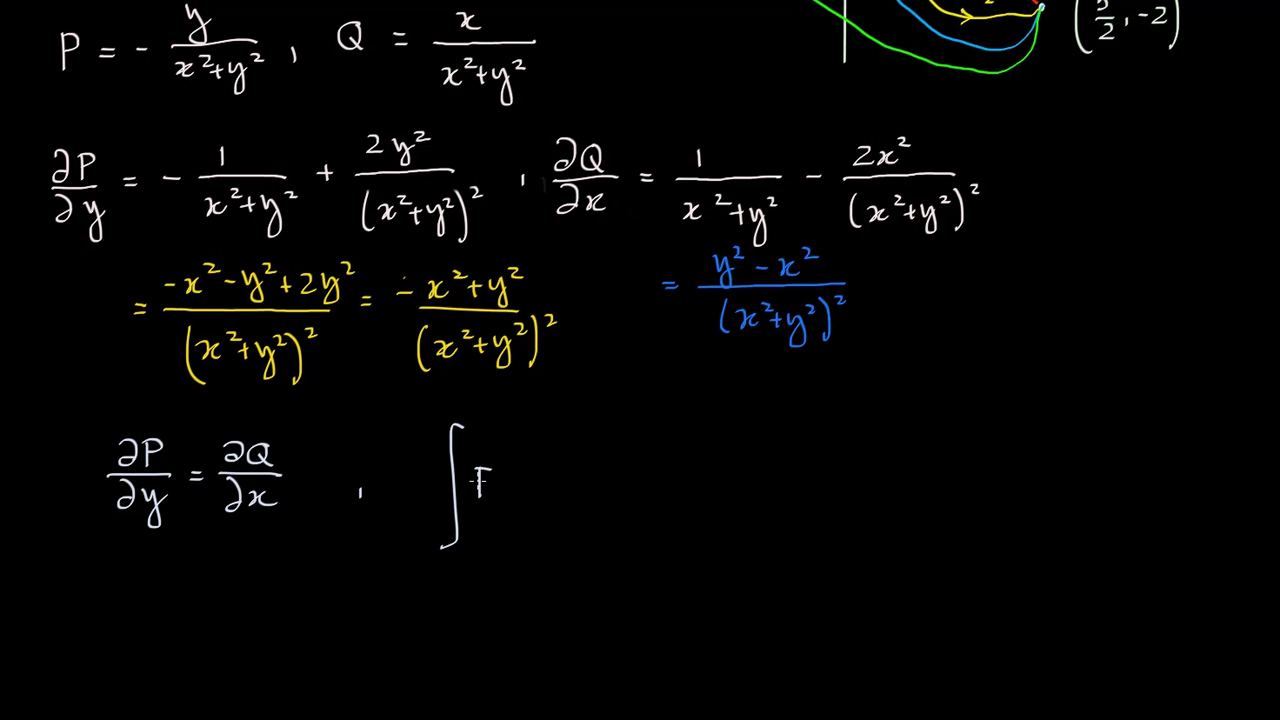 P = - y/(x²+y²) , Q = x/(x²+y²)
(5/2, -2)
∂P/∂y = - 1/(x²+y²) + 2y²/(x²+y²)² , ∂Q/∂x = 1/(x²+y²) - 2x²/(x²+y²)²
= (-x²-y²+2y²)/(x²+y²)² = (-x²+y²)/(x²+y²)²
= (y²-x²)/(x²+y²)²
∂P/∂y = ∂Q/∂x , ∫